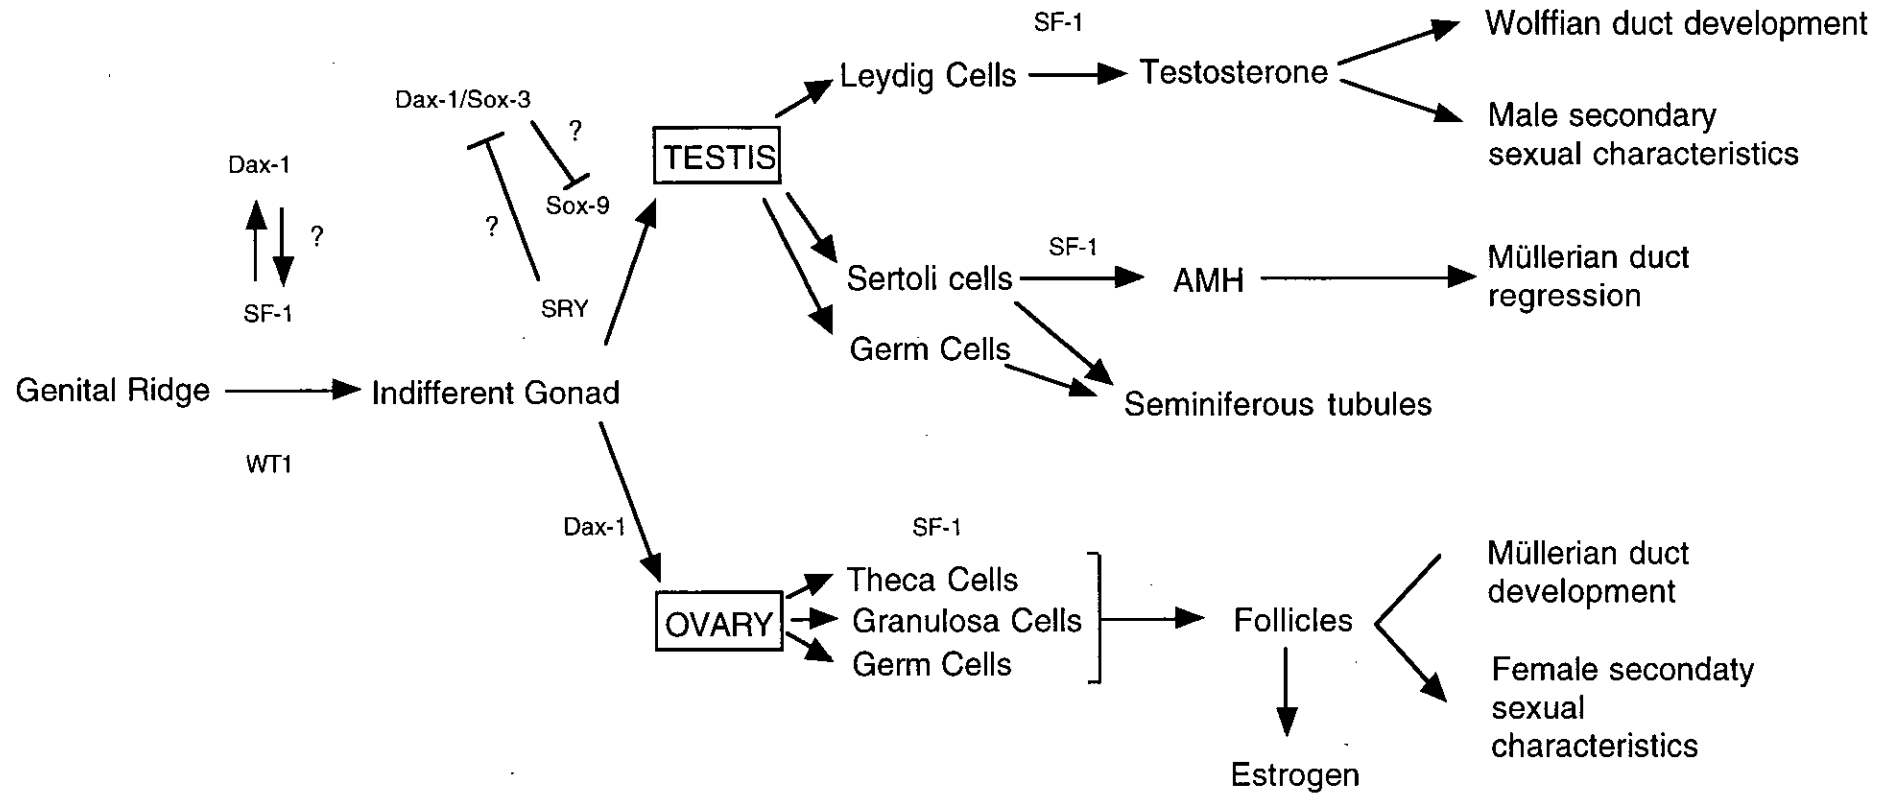 SF-1
Wolffian duct development
Leydig Cells
Testosterone
Dax-1/Sox-3
?
Male secondary
sexual characteristics
TESTIS
Dax-1
Sox-9
?
?
SF-1
Müllerian duct
regression
Sertoli cells
AMH
SF-1
SRY
Germ Cells
Genital Ridge
Indifferent Gonad
Seminiferous tubules
WT1
Dax-1
SF-1
Müllerian duct
development
Theca Cells
OVARY
Granulosa Cells
Follicles
Germ Cells
Female secondaty
sexual
characteristics
Estrogen